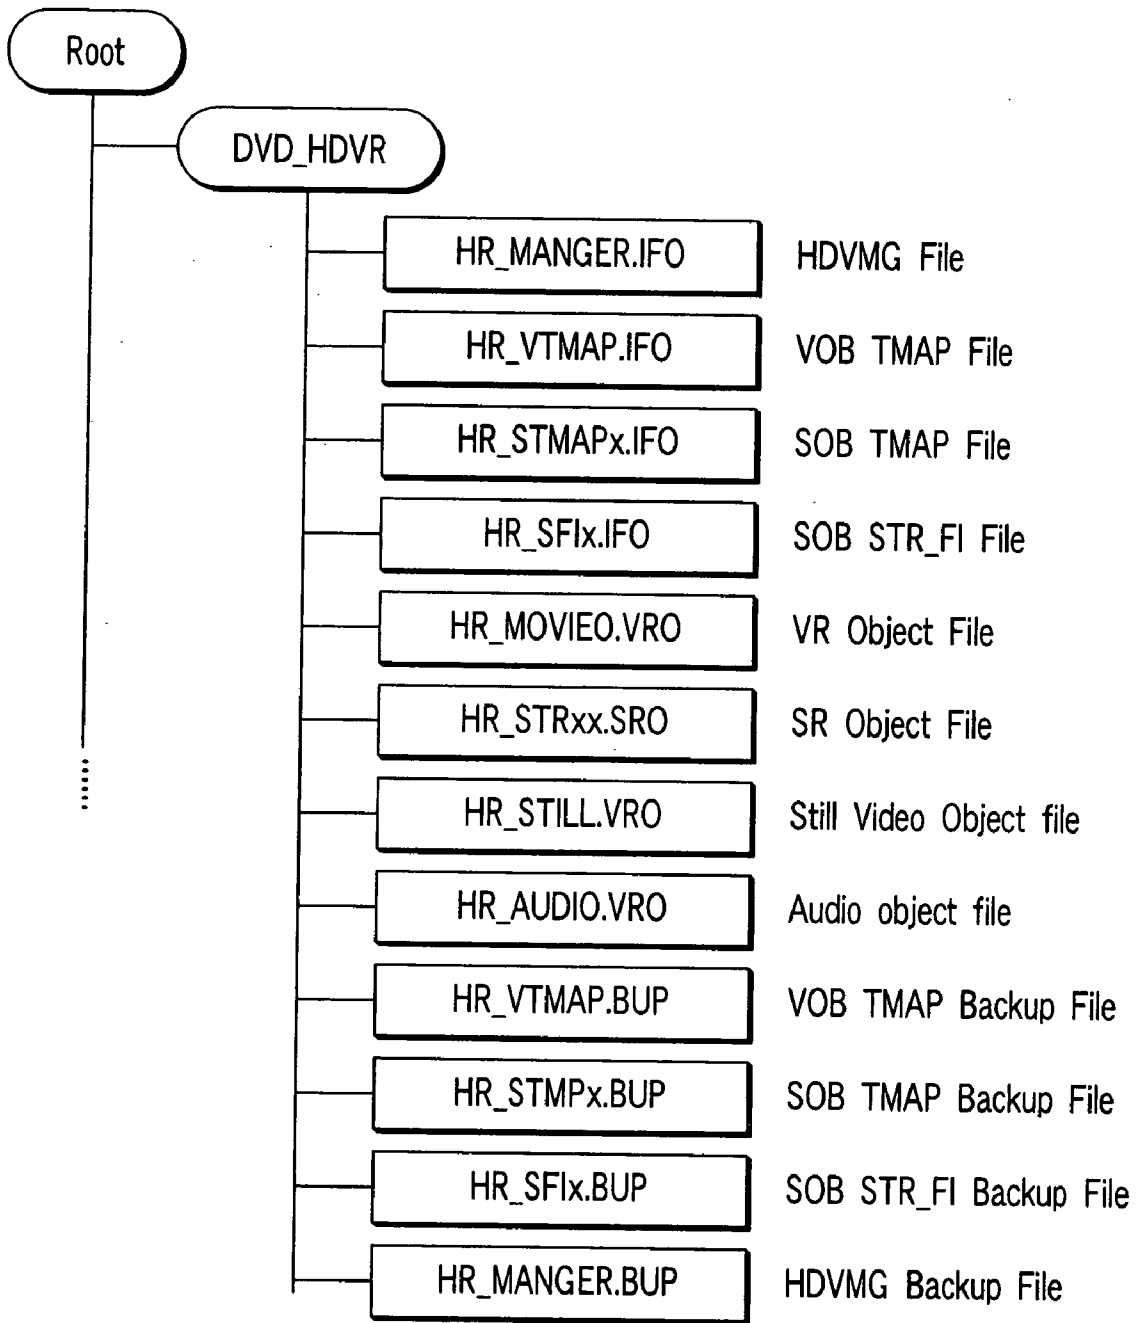 Root
DVD_HDVR
HR_MANGER.IFO HDVMG File
HR_VTMAP.IFO VOB TMAP File
HR_STMAPx.IFO SOB TMAP File
HR_SFIx.IFO SOB STR_FI File
HR_MOVIEO.VRO VR Object File
HR_STRxx.SRO SR Object File
HR_STILL.VRO Still Video Object file
HR_AUDIO.VRO Audio object file
HR_VTMAP.BUP VOB TMAP Backup File
HR_STMPx.BUP SOB TMAP Backup File
HR_SFIx.BUP SOB STR_FI Backup File
HR_MANGER.BUP HDVMG Backup File